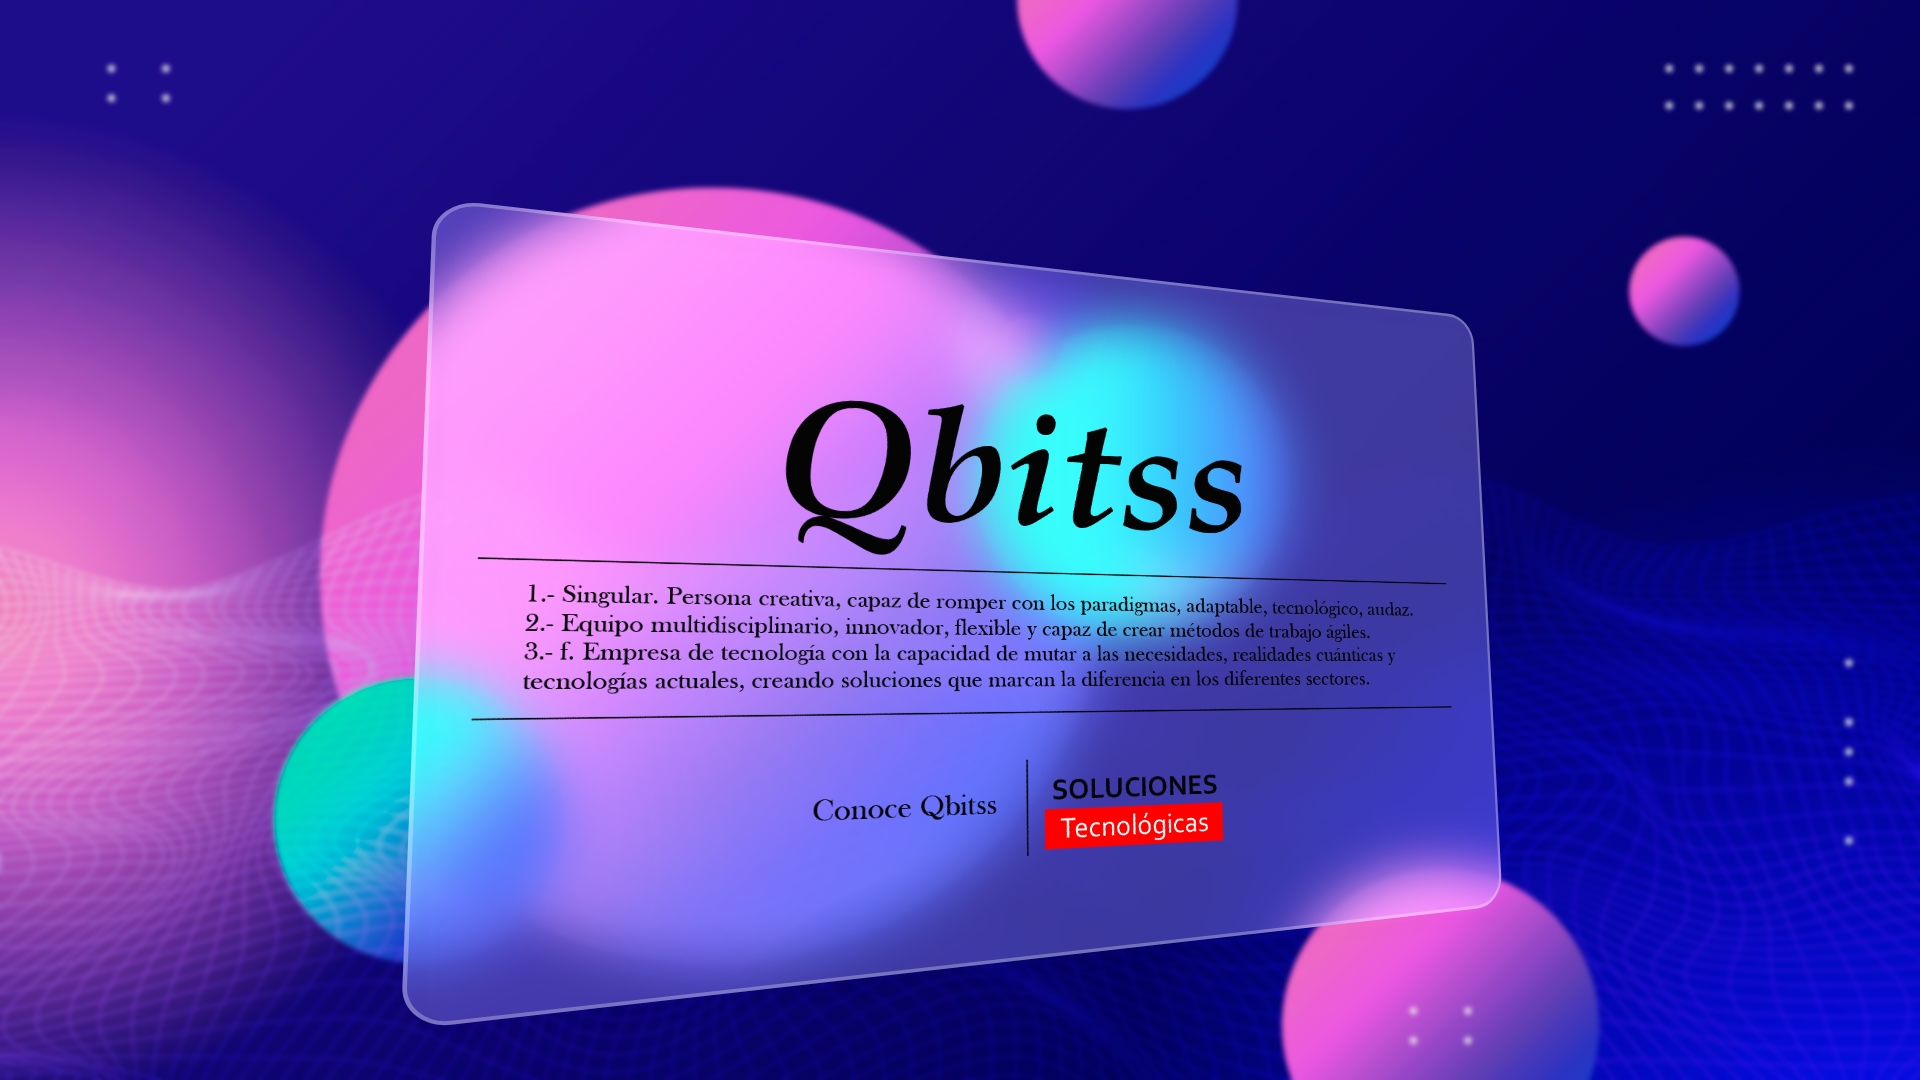 Qbitss
1.- Singular. Persona creativa, capaz de romper con los paradigmas, adaptable, tecnológico, audaz.
2.- Equipo multidisciplinario, innovador, flexible y capaz de crear métodos de trabajo ágiles.
3.- f. Empresa de tecnología con la capacidad de mutar a las necesidades, realidades cuánticas y
tecnologías actuales, creando soluciones que marcan la diferencia en los diferentes sectores.
Conoce Qbitss
SOLUCIONES
Tecnológicas